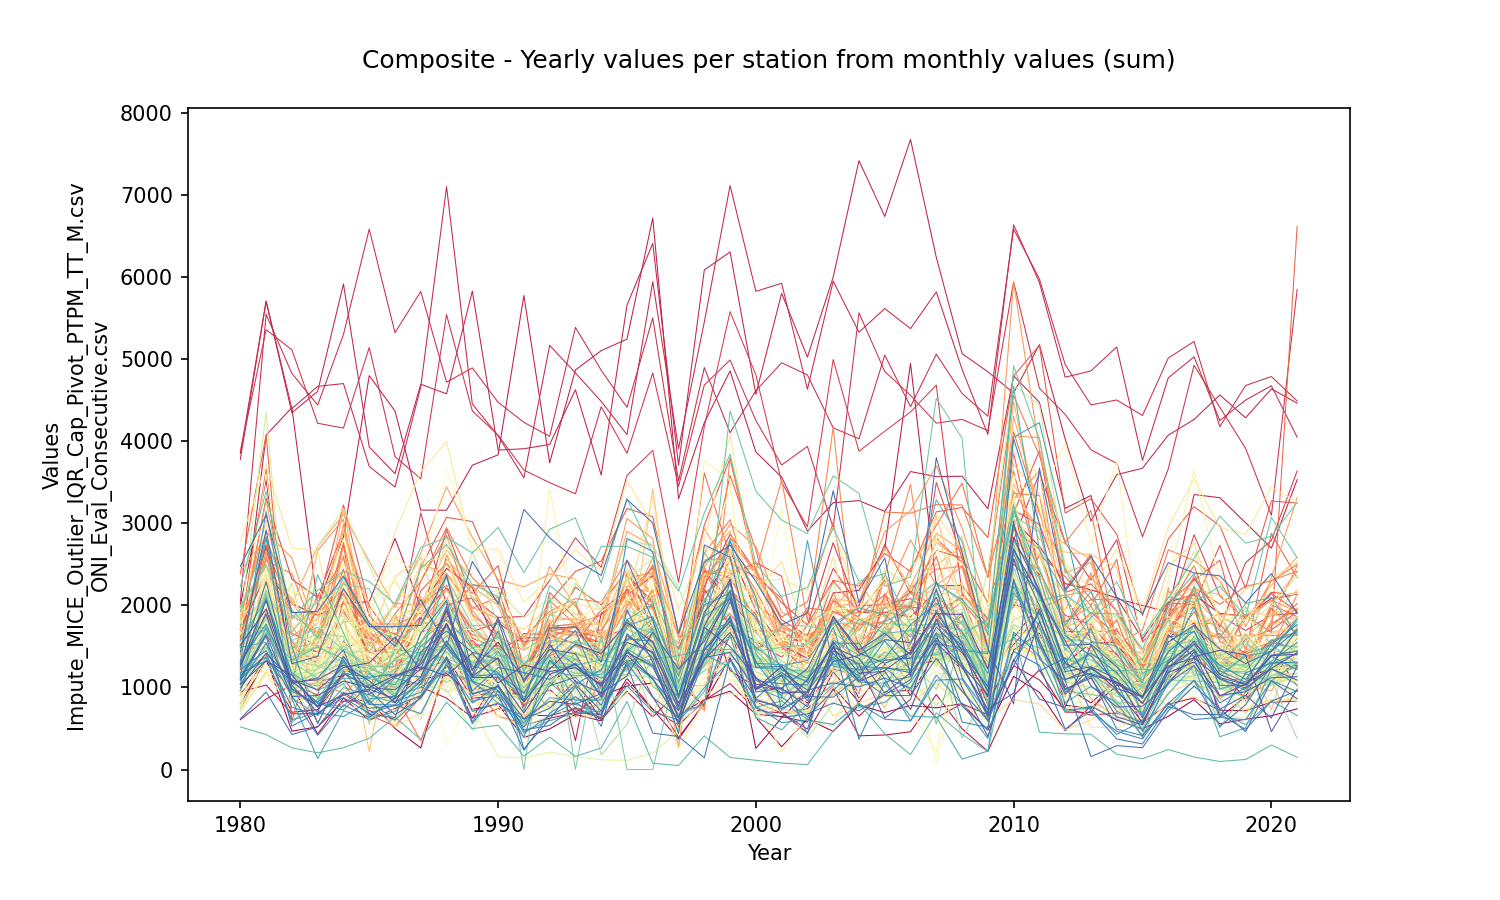 Composite - Yearly values per station from monthly values (sum)
8000
7000
6000
5000
4000
3000
2000
1000
0
Values
Impute_MICE_Outlier_IQR_Cap_Pivot_PTPM_TT_M.csv
ONI_Eval_Consecutive.csv
1980
1990
2000
2010
2020
Year